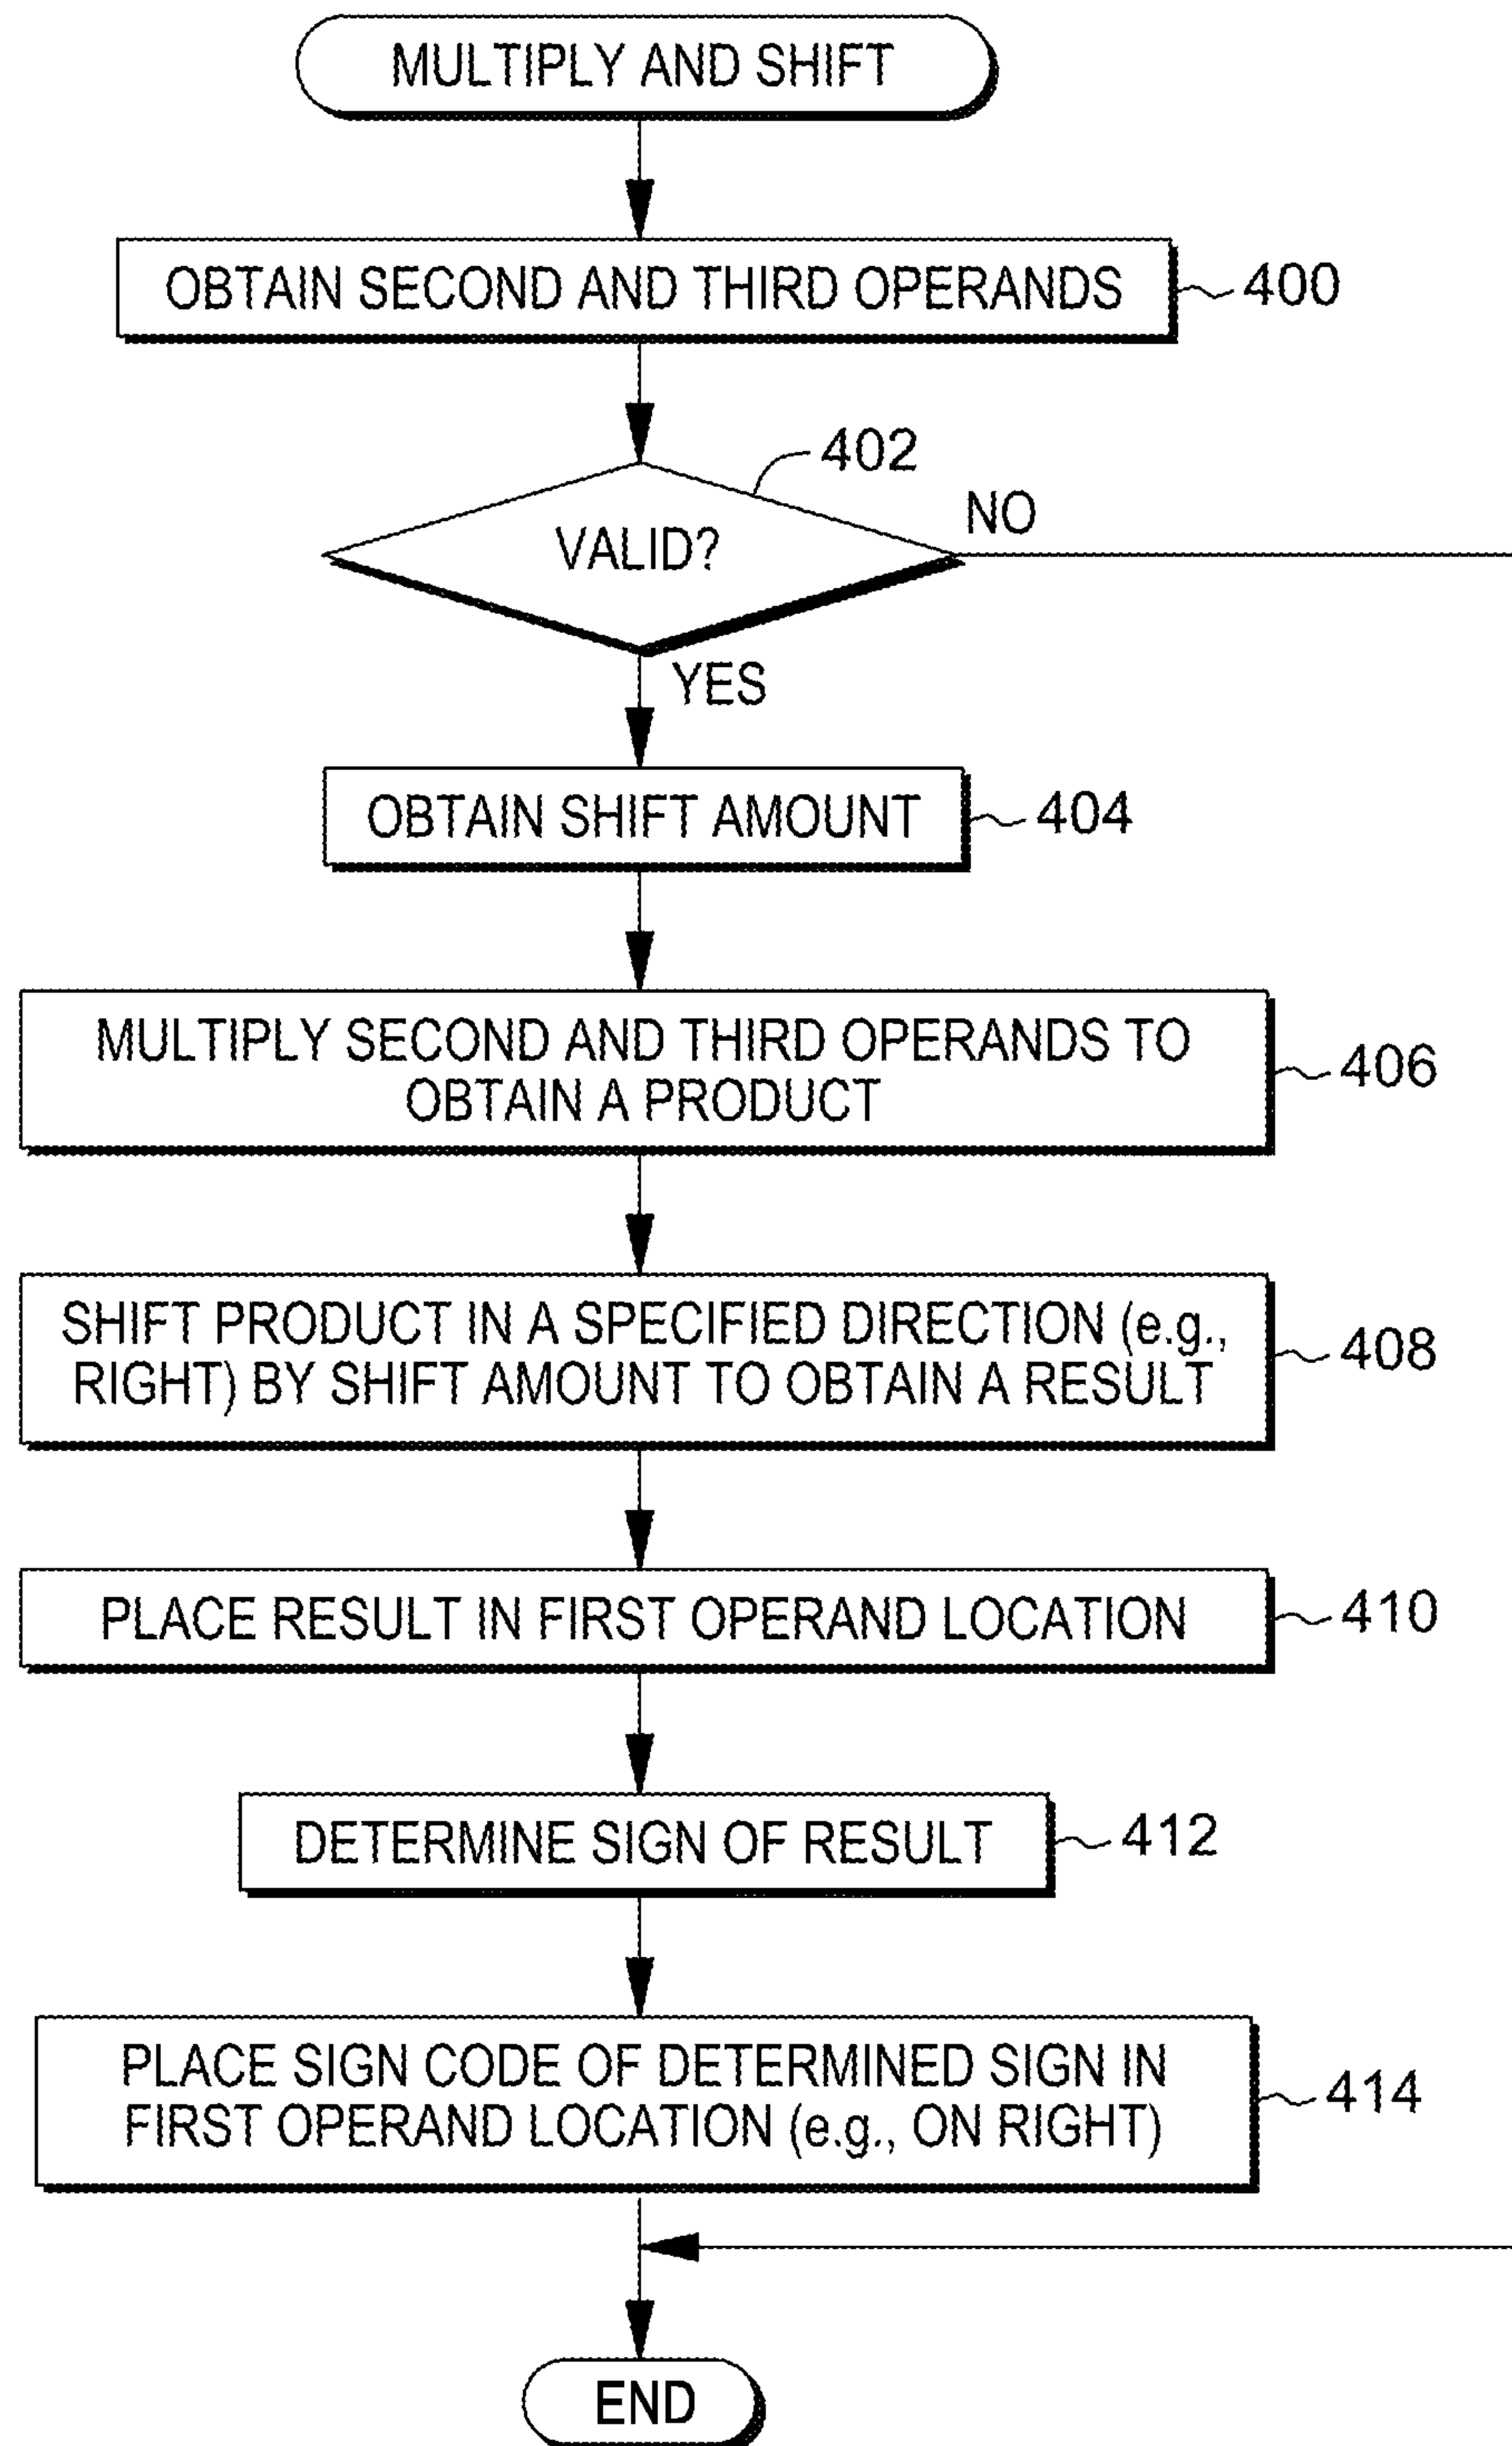 MULTIPLY AND SHIFT
OBTAIN SECOND AND THIRD OPERANDS
400
402
VALID?
NO
YES
OBTAIN SHIFT AMOUNT
404
MULTIPLY SECOND AND THIRD OPERANDS TO
OBTAIN A PRODUCT
406
SHIFT PRODUCT IN A SPECIFIED DIRECTION (e.g.,
RIGHT) BY SHIFT AMOUNT TO OBTAIN A RESULT
408
PLACE RESULT IN FIRST OPERAND LOCATION
410
DETERMINE SIGN OF RESULT
412
PLACE SIGN CODE OF DETERMINED SIGN IN
FIRST OPERAND LOCATION (e.g., ON RIGHT)
414
END